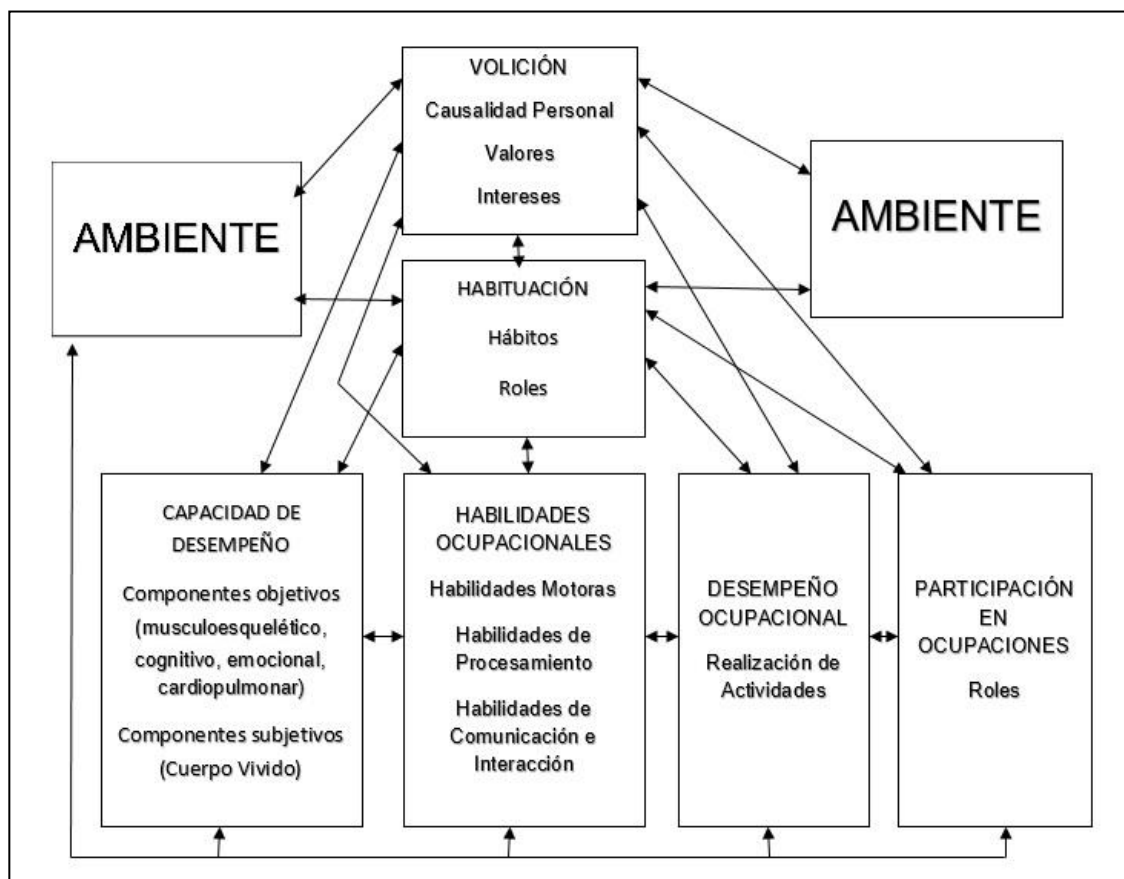 VOLICIÓN
Causalidad Personal
Valores
Intereses
AMBIENTE
AMBIENTE
HABITUACIÓN
Hábitos
Roles
CAPACIDAD DE
DESEMPEÑO
Componentes objetivos
(musculoesquelético,
cognitivo, emocional,
cardiopulmonar)
Componentes subjetivos
(Cuerpo Vivido)
HABILIDADES
OCUPACIONALES
Habilidades Motoras
Habilidades de
Procesamiento
Habilidades de
Comunicación e
Interacción
DESEMPEÑO
OCUPACIONAL
Realización de
Actividades
PARTICIPACIÓN
EN
OCUPACIONES
Roles